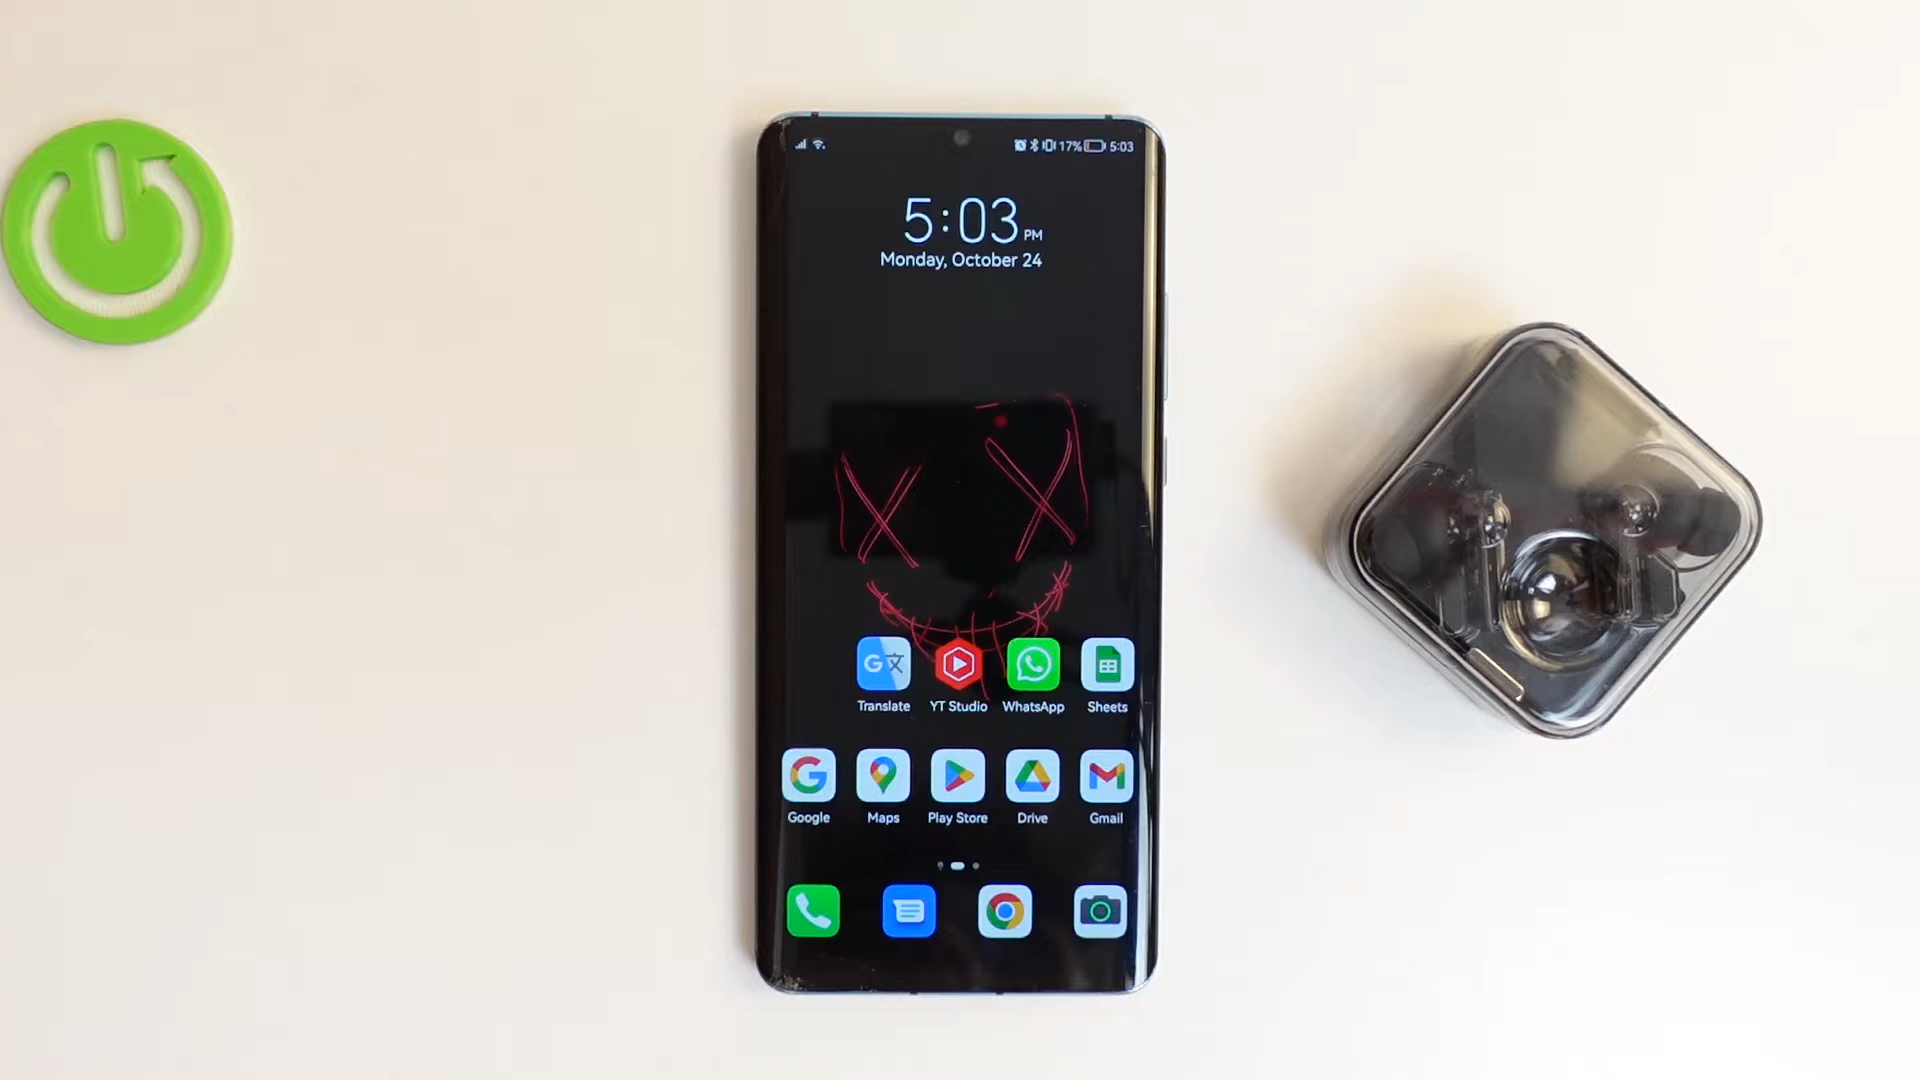 17% 5:03
5:03 PM
Monday, October 24
Translate YT Studio WhatsApp Sheets
Google Maps Play Store Drive Gmail